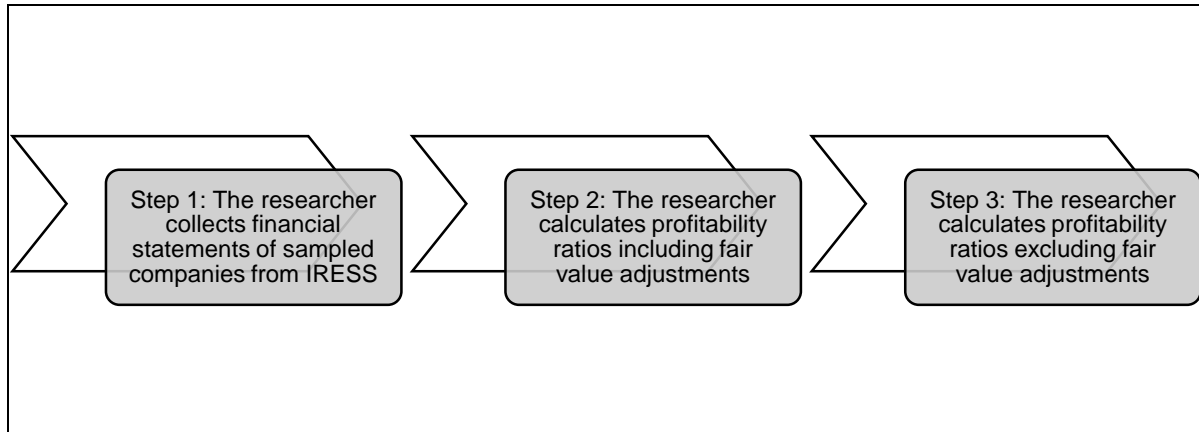 Step 1: The researcher
collects financial
statements of sampled
companies from IRESS
Step 2: The researcher
calculates profitability
ratios including fair
value adjustments
Step 3: The researcher
calculates profitability
ratios excluding fair
value adjustments